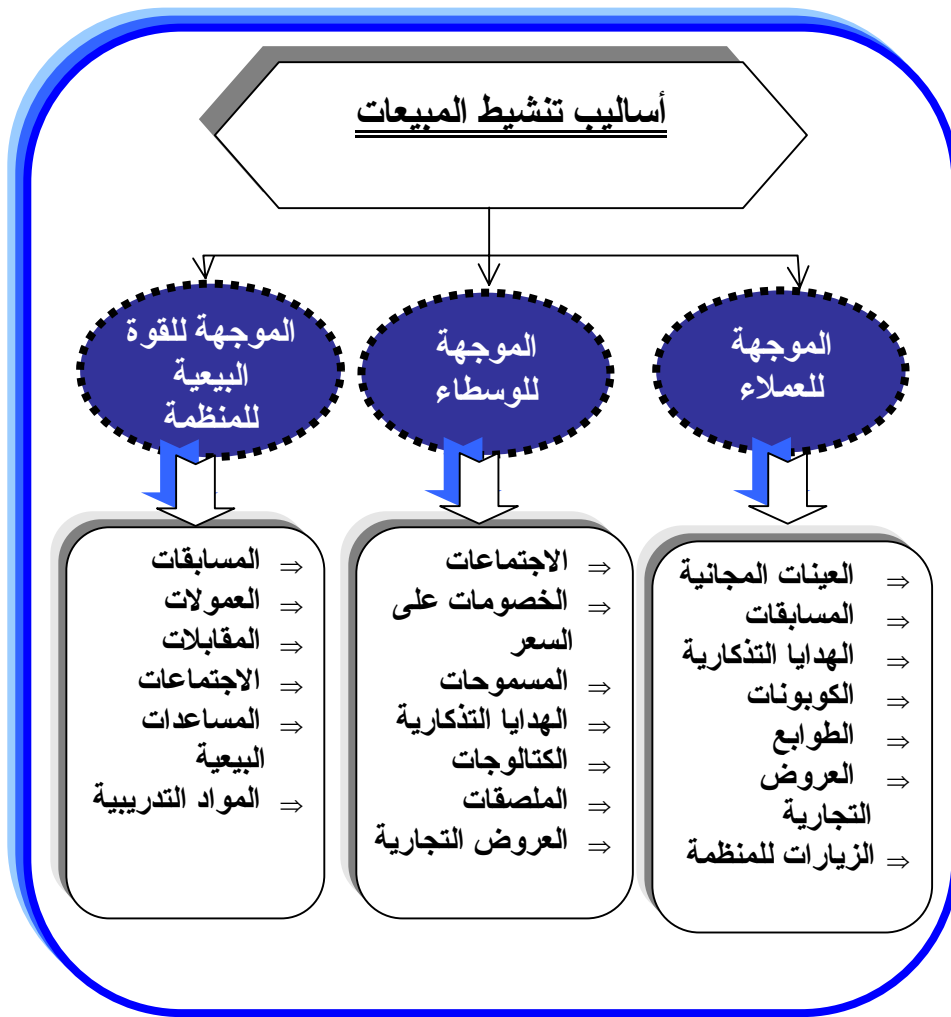 أساليب تنشيط المبيعات
الموجهة
للعملاء
الموجهة
للوسطاء
الموجهة للقوة
البيعية
للمنظمة
⇒ العينات المجانية
⇒ المسابقات
⇒ الهدايا التذكارية
⇒ الكوبونات
⇒ الطوابع
⇒ العروض
التجارية
⇒ الزيارات للمنظمة
⇒ الاجتماعات
⇒ الخصومات على
السعر
⇒ المسموحات
⇒ الهدايا التذكارية
⇒ الكتالوجات
⇒ الملصقات
⇒ العروض التجارية
⇒ المسابقات
⇒ العمولات
⇒ المقابلات
⇒ الاجتماعات
⇒ المساعدات
البيعية
⇒ المواد التدريبية